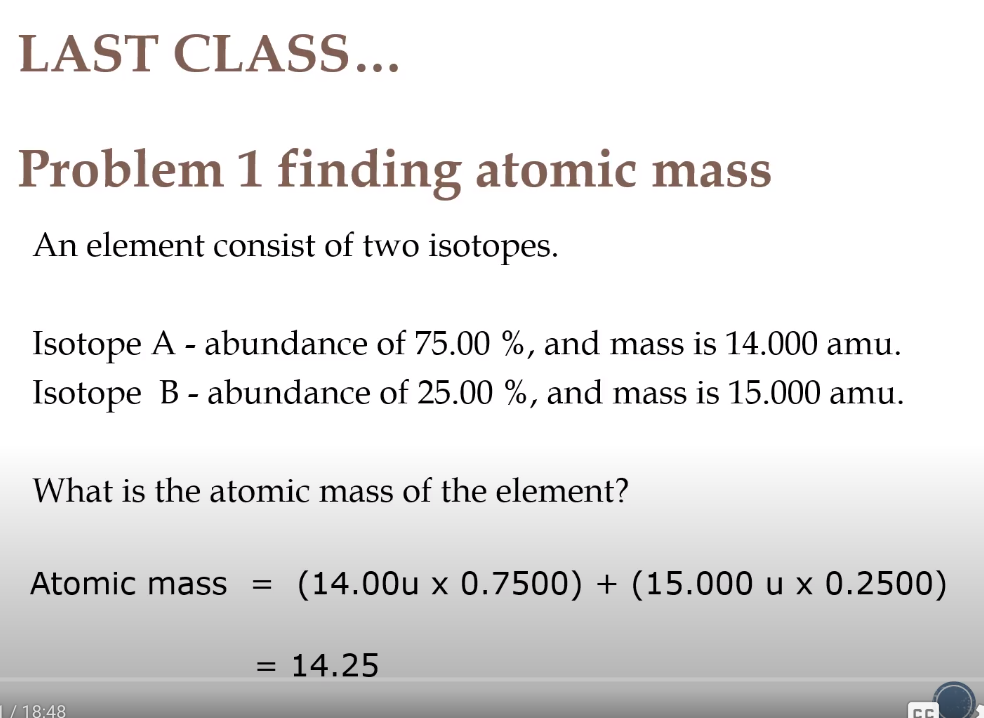 LAST CLASS...
Problem 1 finding atomic mass
An element consist of two isotopes.
Isotope A - abundance of 75.00 %, and mass is 14.000 amu.
Isotope  B - abundance of 25.00 %, and mass is 15.000 amu.
What is the atomic mass of the element?
Atomic mass  =  (14.00u x 0.7500) + (15.000 u x 0.2500)
= 14.25
/ 18:48
CC